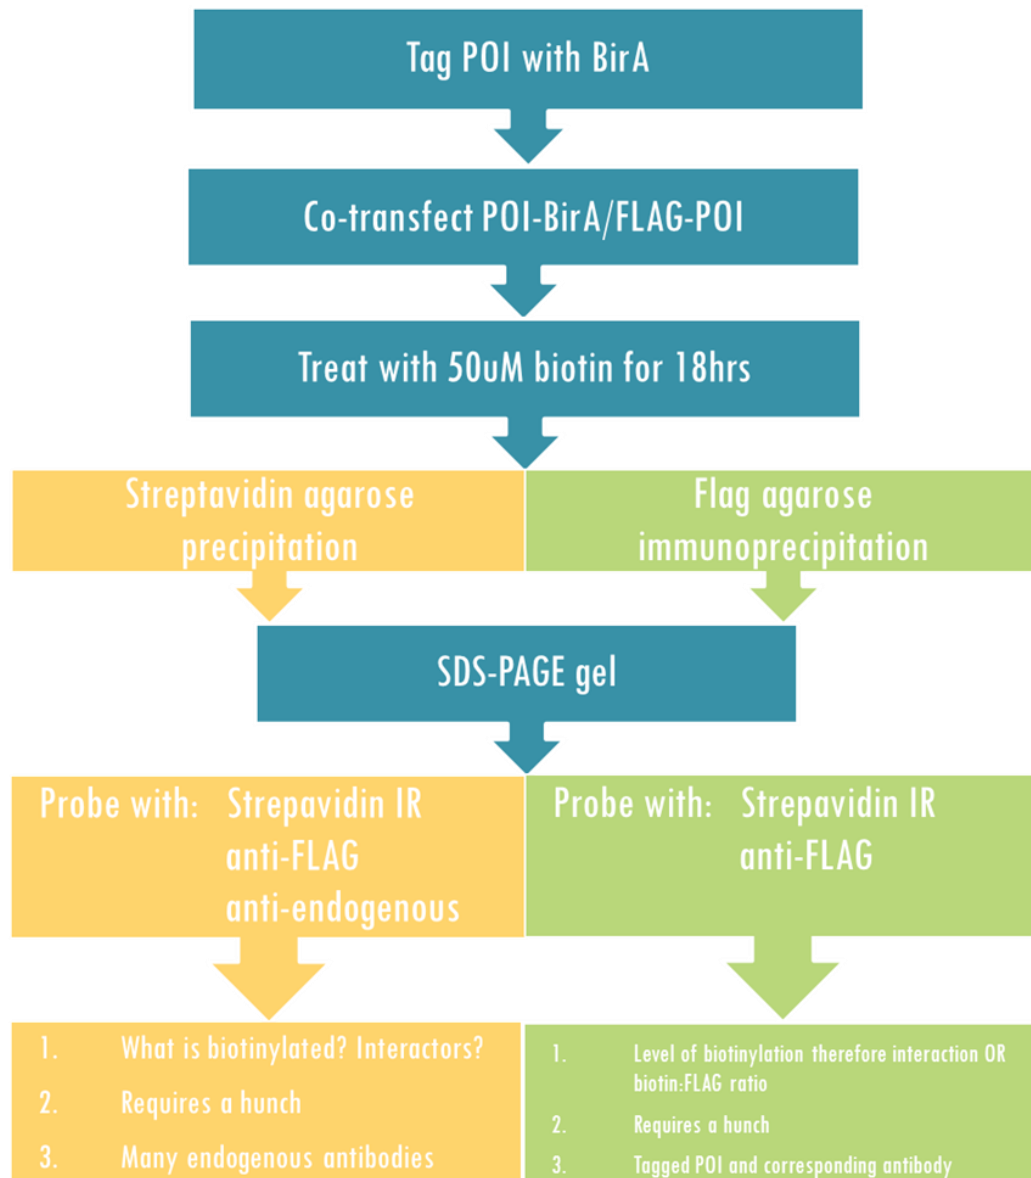 Tag POI with BirA
Co-transfect POI-BirA/FLAG-POI
Treat with 50uM biotin for 18hrs
Streptavidin agarose
precipitation
Flag agarose
immunoprecipitation
SDS-PAGE gel
Probe with: Strepavidin IR
anti-FLAG
anti-endogenous
Probe with: Strepavidin IR
anti-FLAG
1. What is biotinylated? Interactors?
2. Requires a hunch
3. Many endogenous antibodies
1. Level of biotinylation therefore interaction OR
biotin:FLAG ratio
2. Requires a hunch
3. Tagged POI and corresponding antibody